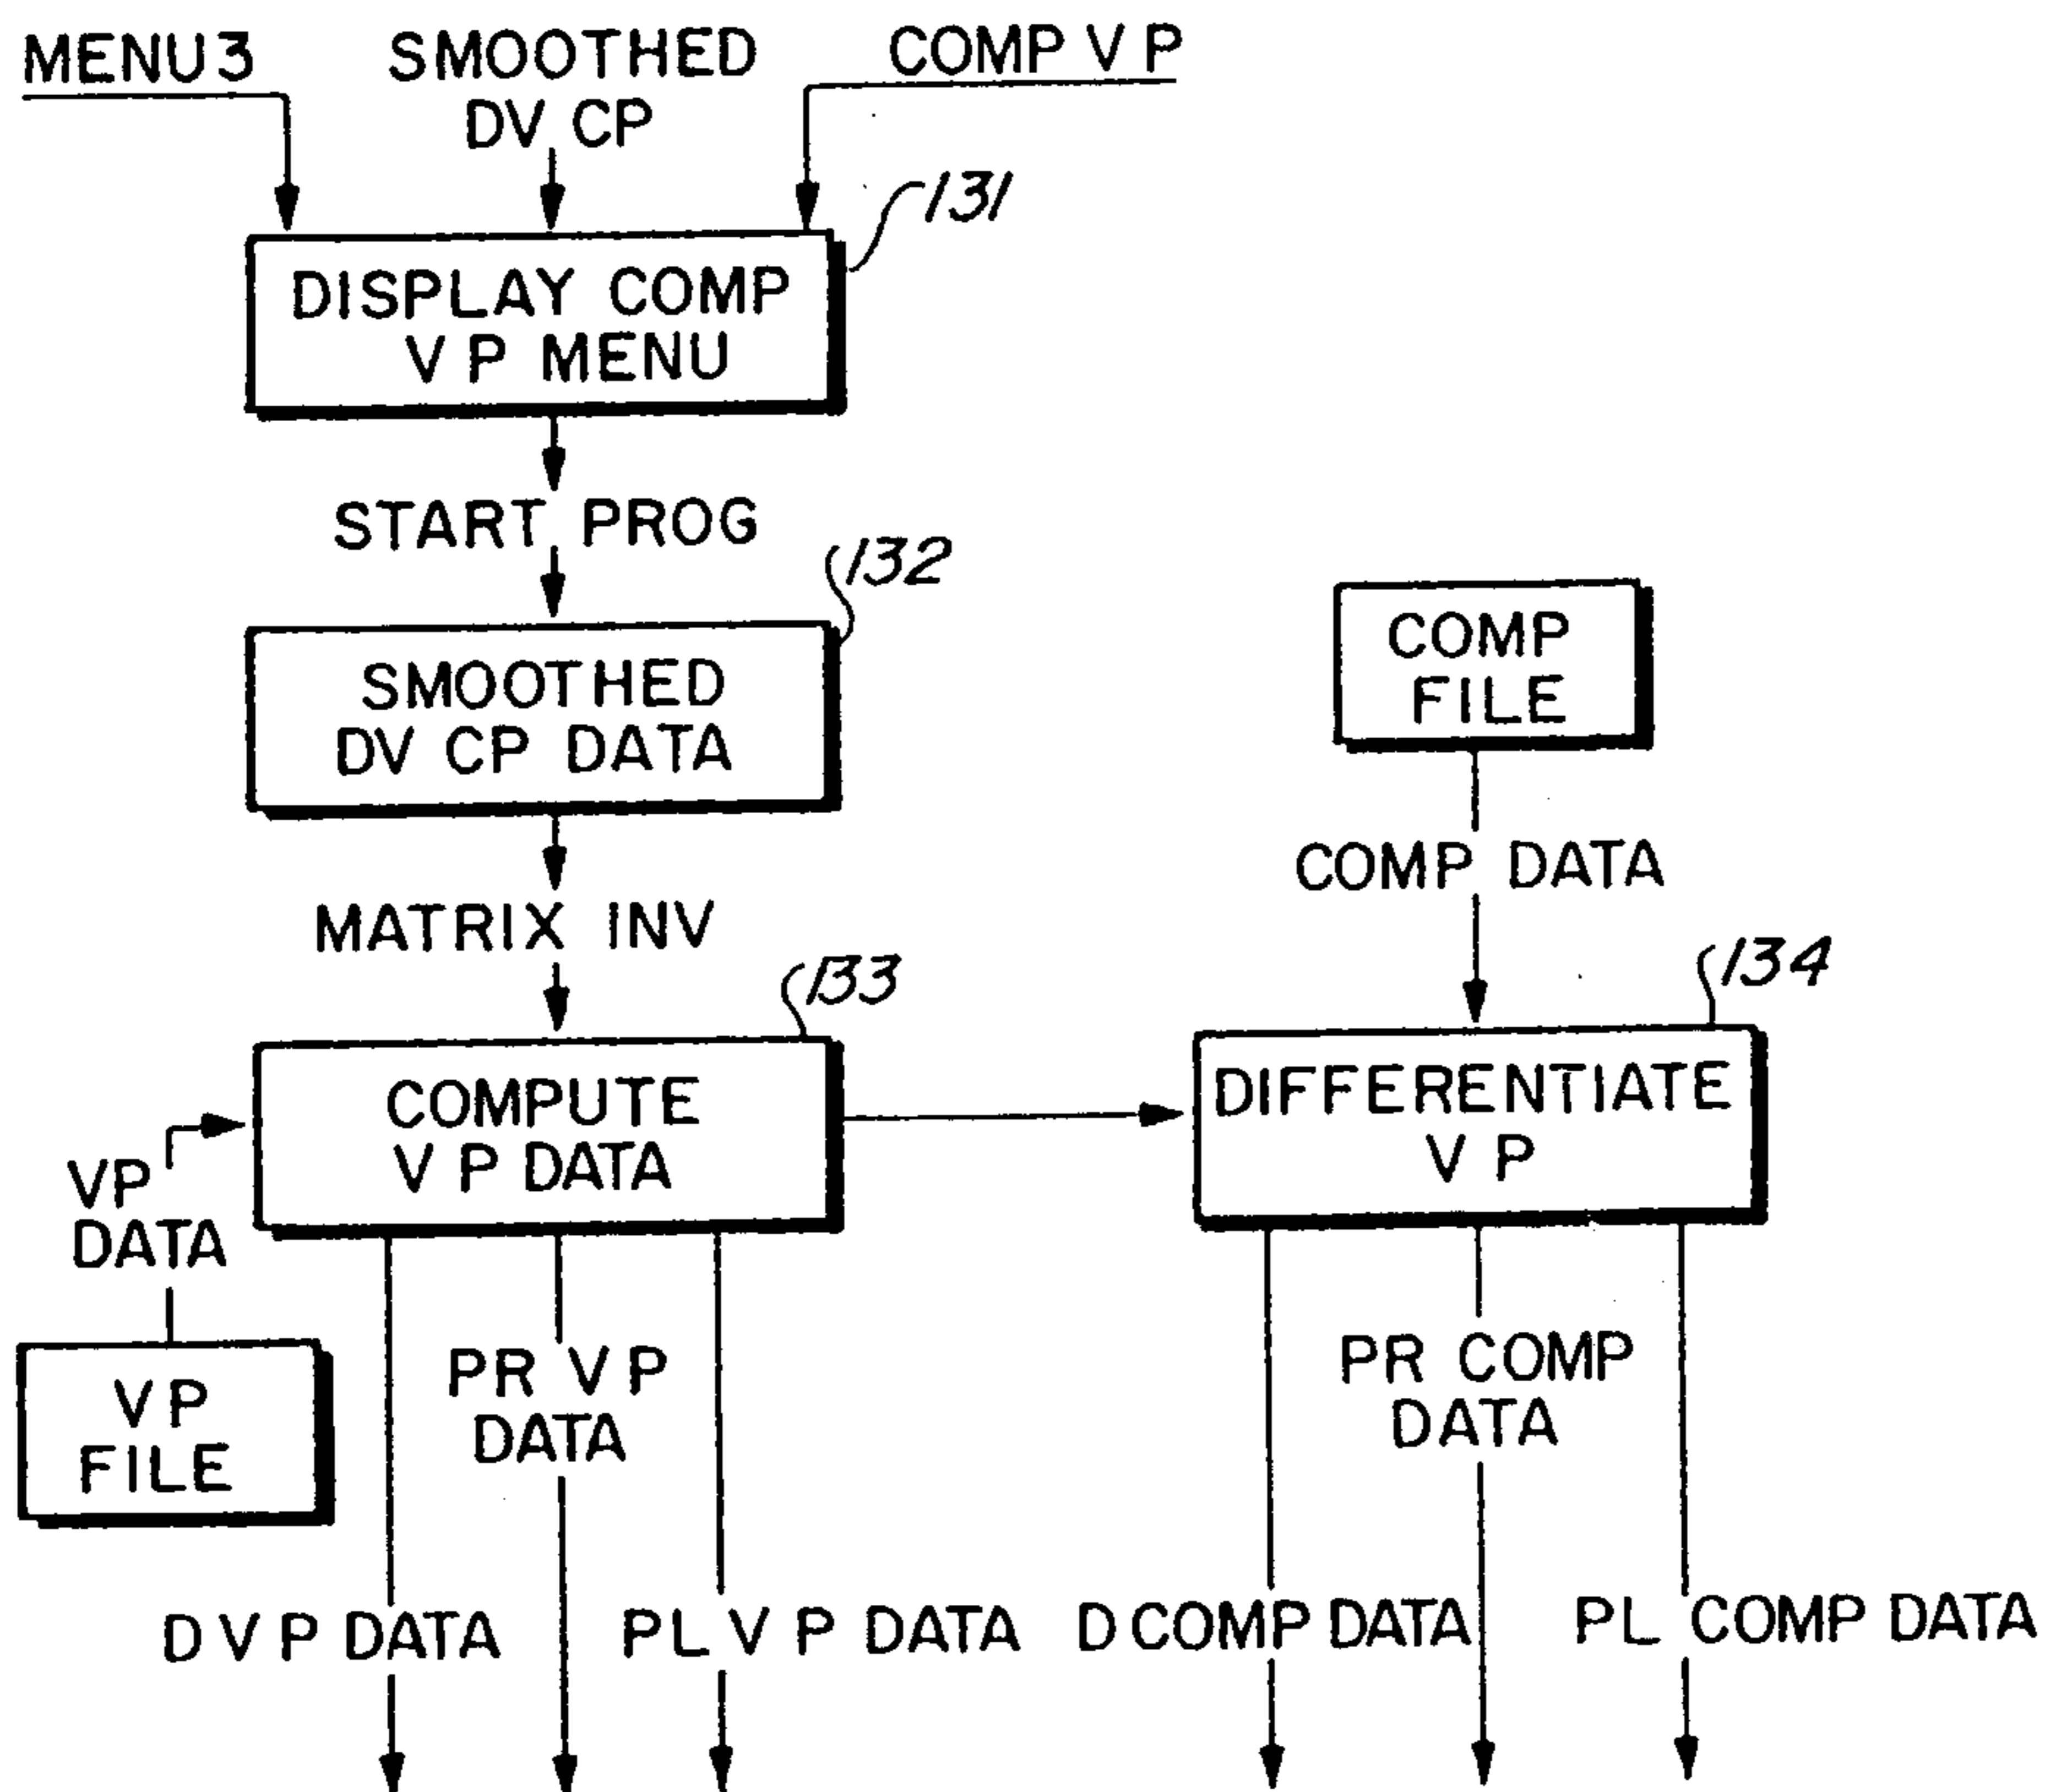 MENU 3
SMOOTHED
DV CP
COMP V P
131
DISPLAY COMP
V P MENU
START PROG
132
SMOOTHED
DV CP DATA
COMP
FILE
MATRIX INV
COMP DATA
133
134
COMPUTE
V P DATA
DIFFERENTIATE
V P
VP
DATA
V P
FILE
PR V P
DATA
PR COMP
DATA
D V P DATA
PL V P DATA
D COMP DATA
PL COMP DATA